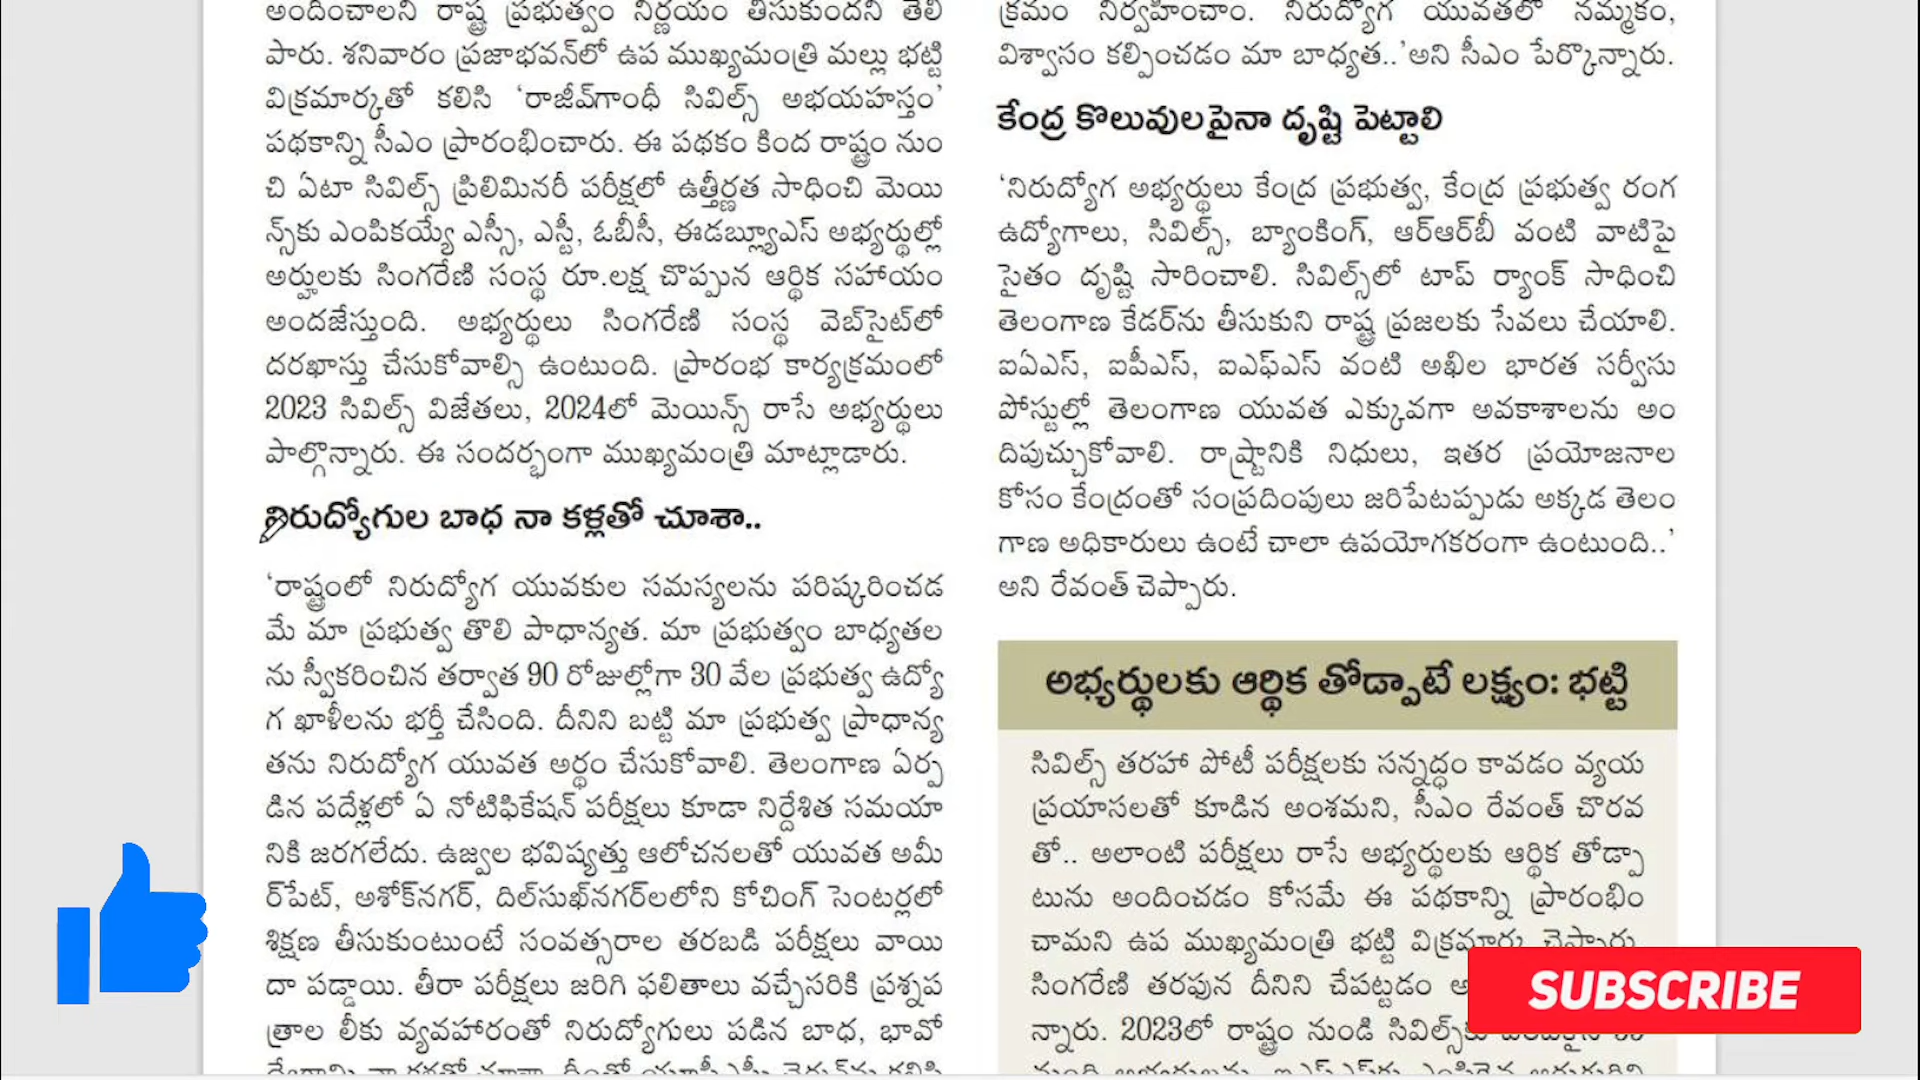 అందించాలని రాష్ట్ర ప్రభుత్వం నిర్ణయం తీసుకుందని తెలి
పారు. శనివారం ప్రజాభవన్‌లో ఉప ముఖ్యమంత్రి మల్లు భట్టి
విక్రమార్కతో కలిసి ‘రాజీవ్‌గాంధీ సివిల్స్ అభయహస్తం’
పథకాన్ని సీఎం ప్రారంభించారు. ఈ పథకం కింద రాష్ట్రం నుం
చి ఏటా సివిల్స్ ప్రిలిమినరీ పరీక్షలో ఉత్తీర్ణత సాధించి మెయి
న్స్‌కు ఎంపికయ్యే ఎస్సీ, ఎస్టీ, ఓబీసీ, ఈడబ్ల్యూఎస్ అభ్యర్థుల్లో
అర్హులకు సింగరేణి సంస్థ రూ.లక్ష చొప్పున ఆర్థిక సహాయం
అందజేస్తుంది. అభ్యర్థులు సింగరేణి సంస్థ వెబ్‌సైట్‌లో
దరఖాస్తు చేసుకోవాల్సి ఉంటుంది. ప్రారంభ కార్యక్రమంలో
2023 సివిల్స్ విజేతలు, 2024లో మెయిన్స్ రాసే అభ్యర్థులు
పాల్గొన్నారు. ఈ సందర్భంగా ముఖ్యమంత్రి మాట్లాడారు.
నిరుద్యోగుల బాధ నా కళ్లతో చూశా..
‘రాష్ట్రంలో నిరుద్యోగ యువకుల సమస్యలను పరిష్కరించడ
మే మా ప్రభుత్వ తొలి పాధాన్యత. మా ప్రభుత్వం బాధ్యతల
ను స్వీకరించిన తర్వాత 90 రోజుల్లోగా 30 వేల ప్రభుత్వ ఉద్యో
గ ఖాళీలను భర్తీ చేసింది. దీనిని బట్టి మా ప్రభుత్వ ప్రాధాన్య
తను నిరుద్యోగ యువత అర్థం చేసుకోవాలి. తెలంగాణ ఏర్ప
డిన పదేళ్లలో ఏ నోటిఫికేషన్ పరీక్షలు కూడా నిర్దేశిత సమయా
నికి జరగలేదు. ఉజ్వల భవిష్యత్తు ఆలోచనలతో యువత అమీ
ర్‌పేట్, అశోక్‌నగర్, దిల్‌సుఖ్‌నగర్‌లలోని కోచింగ్ సెంటర్లలో
శిక్షణ తీసుకుంటుంటే సంవత్సరాల తరబడి పరీక్షలు వాయి
దా పడ్డాయి. తీరా పరీక్షలు జరిగి ఫలితాలు వచ్చేసరికి ప్రశ్నప
త్రాల లీకు వ్యవహారంతో నిరుద్యోగులు పడిన బాధ, భావో
క్రమం నిర్వహించాం. నిరుద్యోగ యువతలో నమ్మకం,
విశ్వాసం కల్పించడం మా బాధ్యత..’అని సీఎం పేర్కొన్నారు.
కేంద్ర కొలువులపైనా దృష్టి పెట్టాలి
‘నిరుద్యోగ అభ్యర్థులు కేంద్ర ప్రభుత్వ, కేంద్ర ప్రభుత్వ రంగ
ఉద్యోగాలు, సివిల్స్, బ్యాంకింగ్, ఆర్‌ఆర్‌బీ వంటి వాటిపై
సైతం దృష్టి సారించాలి. సివిల్స్‌లో టాప్ ర్యాంక్ సాధించి
తెలంగాణ కేడర్‌ను తీసుకుని రాష్ట్ర ప్రజలకు సేవలు చేయాలి.
ఐఏఎస్, ఐపీఎస్, ఐఎఫ్‌ఎస్ వంటి అఖిల భారత సర్వీసు
పోస్టుల్లో తెలంగాణ యువత ఎక్కువగా అవకాశాలను అం
దిపుచ్చుకోవాలి. రాష్ట్రానికి నిధులు, ఇతర ప్రయోజనాల
కోసం కేంద్రంతో సంప్రదింపులు జరిపేటప్పుడు అక్కడ తెలం
గాణ అధికారులు ఉంటే చాలా ఉపయోగకరంగా ఉంటుంది..’
అని రేవంత్ చెప్పారు.
అభ్యర్థులకు ఆర్థిక తోడ్పాటే లక్ష్యం: భట్టి
సివిల్స్ తరహా పోటీ పరీక్షలకు సన్నద్ధం కావడం వ్యయ
ప్రయాసలతో కూడిన అంశమని, సీఎం రేవంత్ చొరవ
తో.. అలాంటి పరీక్షలు రాసే అభ్యర్థులకు ఆర్థిక తోడ్పా
టును అందించడం కోసమే ఈ పథకాన్ని ప్రారంభిం
చామని ఉప ముఖ్యమంత్రి భట్టి విక్రమార్క చెప్పారు.
సింగరేణి తరఫున దీనిని చేపట్టడం
న్నారు. 2023లో రాష్ట్రం నుండి సివిల్స్‌కు
SUBSCRIBE